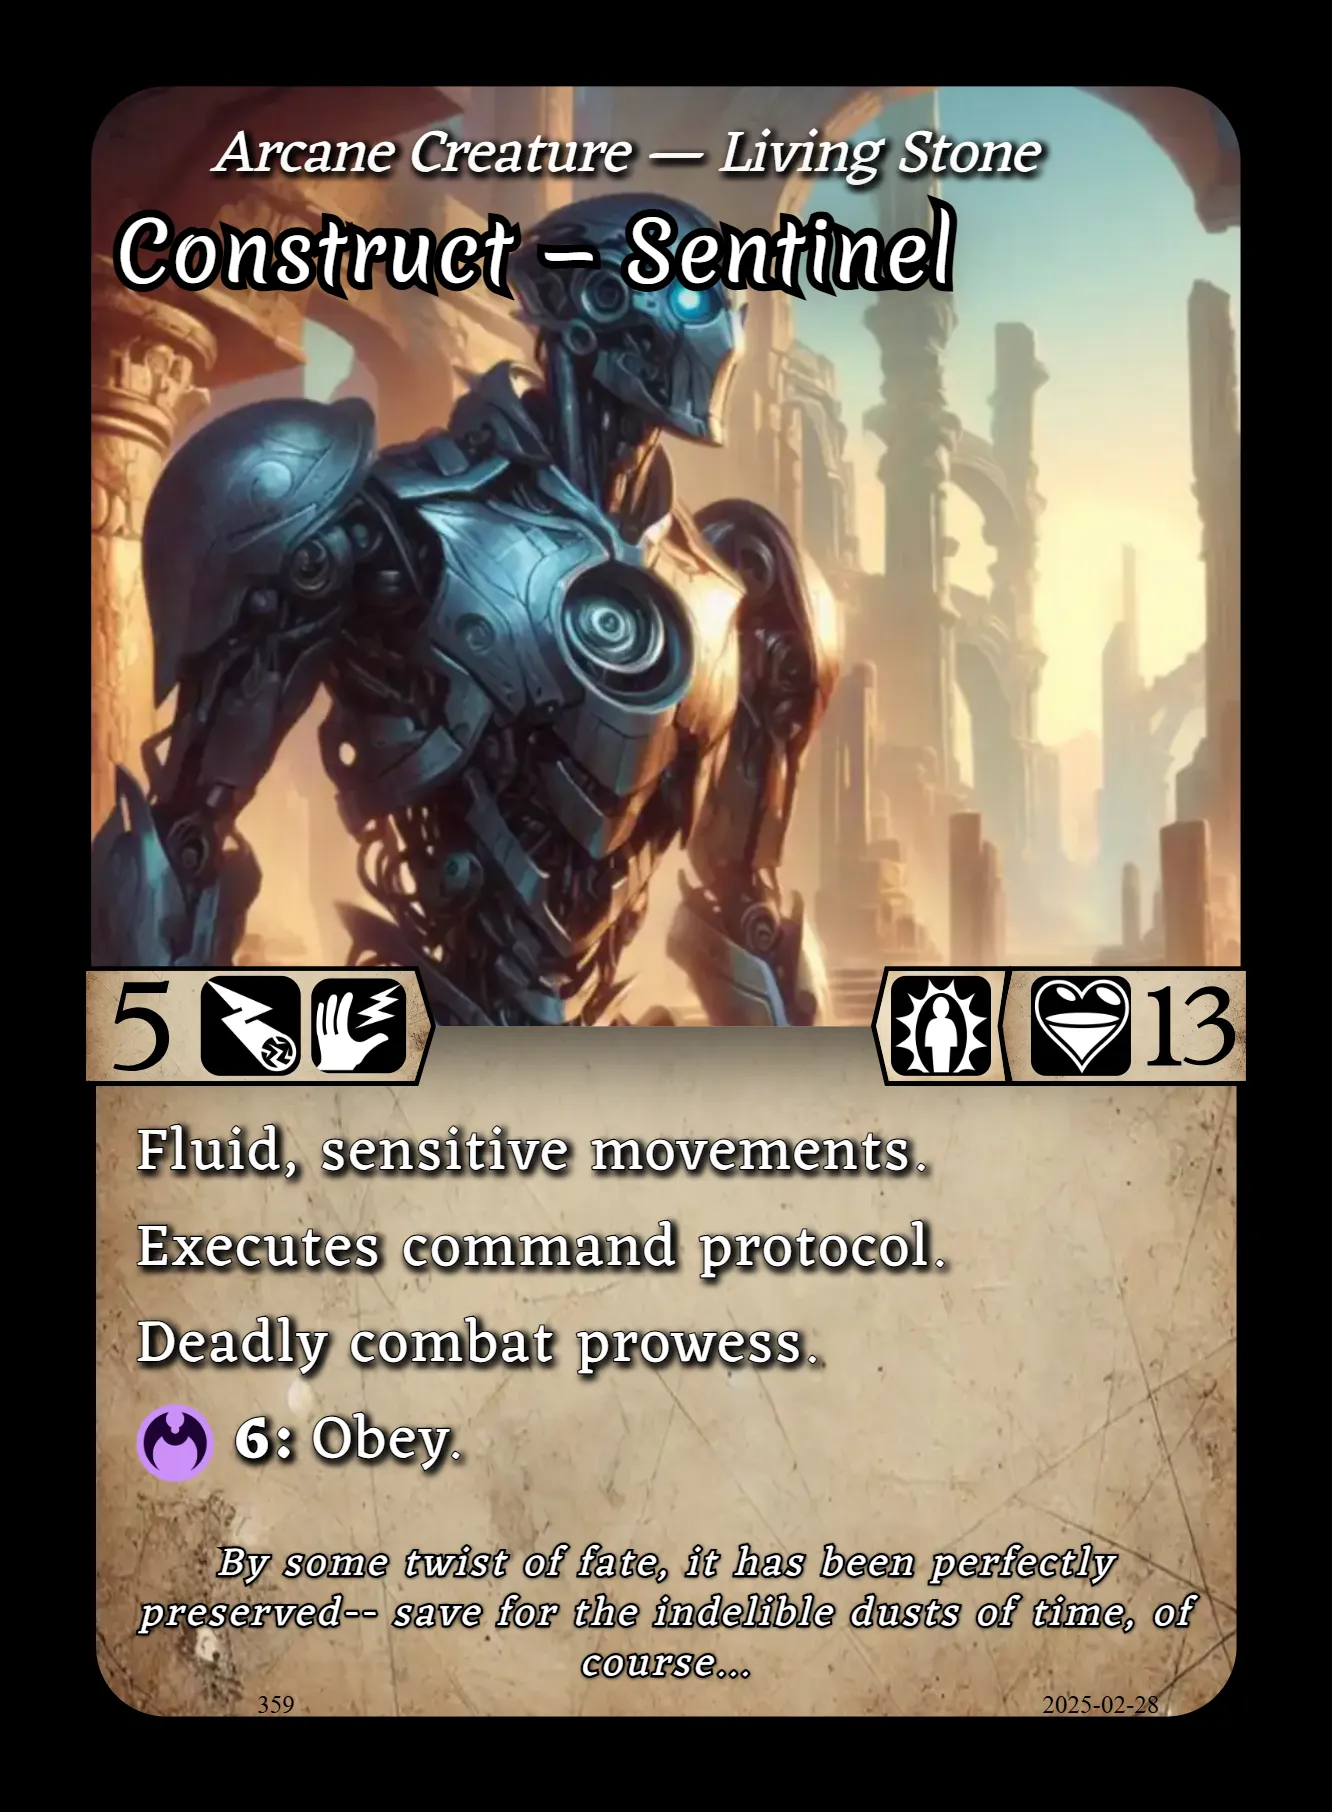 Arcane Creature — Living Stone
Construct – Sentinel
5
13
Fluid, sensitive movements.
Executes command protocol.
Deadly combat prowess.
6: Obey.
By some twist of fate, it has been perfectly
preserved-- save for the indelible dusts of time, of
course...
359
2025-02-28